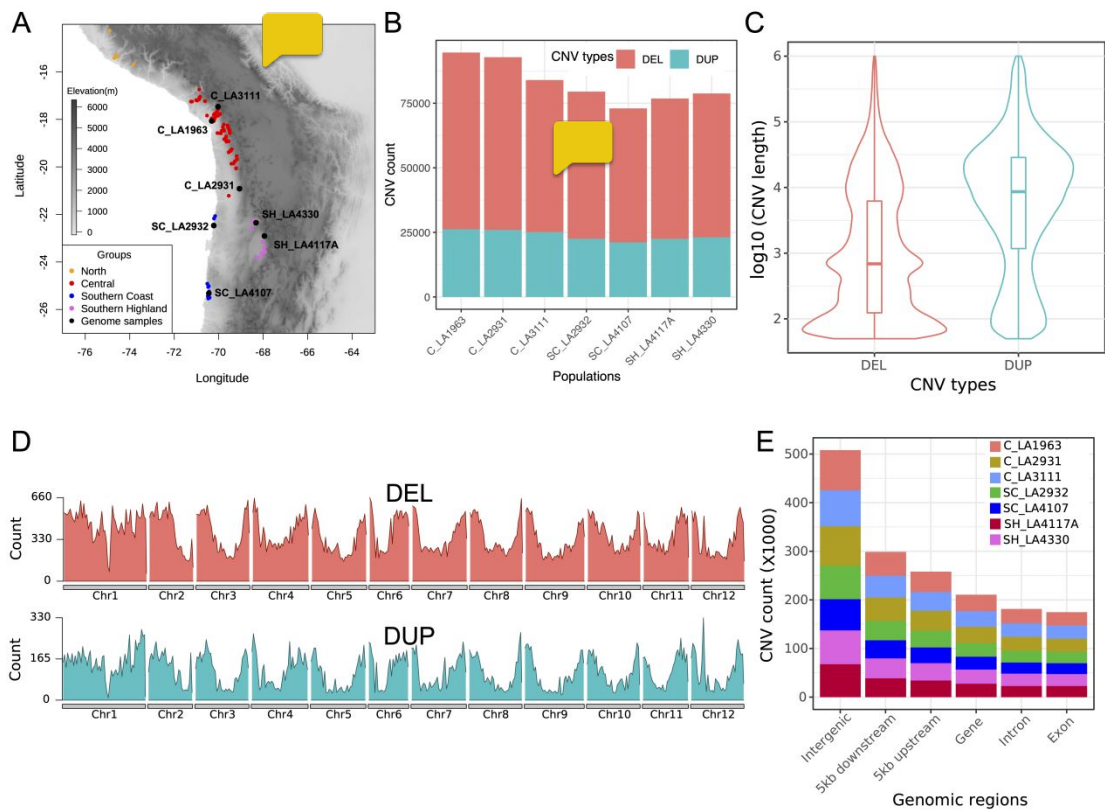 A
Elevation(m)
6000
5000
4000
3000
2000
1000
0
Latitude
-16
-18
-20
-22
-24
-26
C_LA3111
C_LA1963
C_LA2931
SH_LA4330
SC_LA2932
SH_LA4117A
SC_LA4107
Groups
North
Central
Southern Coast
Southern Highland
Genome samples
-76 -74 -72 -70 -68 -66 -64
Longitude
B
CNV types DEL DUP
CNV count
75000
50000
25000
0
C_LA1963
C_LA2931
C_LA3111
SC_LA2932
SC_LA4107
SH_LA4117A
SH_LA4330
Populations
C
log10 (CNV length)
6
5
4
3
2
DEL DUP
CNV types
D
DEL
Count
660
330
0
Chr1 Chr2 Chr3 Chr4 Chr5 Chr6 Chr7 Chr8 Chr9 Chr10 Chr11 Chr12
DUP
Count
330
165
0
Chr1 Chr2 Chr3 Chr4 Chr5 Chr6 Chr7 Chr8 Chr9 Chr10 Chr11 Chr12
E
CNV count (x1000)
500
400
300
200
100
0
C_LA1963
C_LA2931
C_LA3111
SC_LA2932
SC_LA4107
SH_LA4117A
SH_LA4330
Intergenic
5kb downstream
5kb upstream
Gene
Intron
Exon
Genomic regions